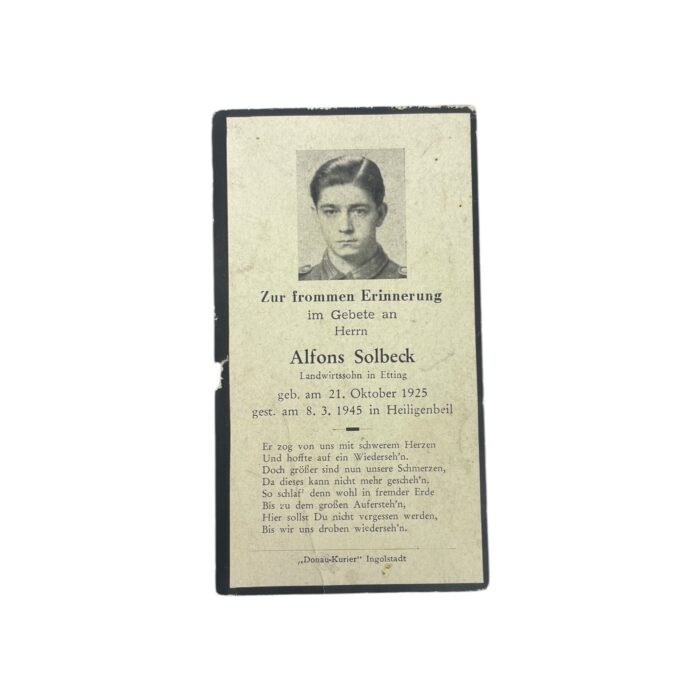 Zur frommen Erinnerung
im Gebete an
Herrn
Alfons Solbeck
Landwirtssohn in Etting
geb. am 21. Oktober 1925
gest. am 8. 3. 1945 in Heiligenbeil
Er zog von uns mit schwerem Herzen
Und hoffte auf ein Wiederseh'n.
Doch größer sind nun unsere Schmerzen,
Da dieses kann nicht mehr gescheh'n.
So schlaf' denn wohl in fremder Erde
Bis zu dem großen Aufersteh'n,
Hier sollst Du nicht vergessen werden,
Bis wir uns droben wiederseh'n.
„Donau-Kurier" Ingolstadt